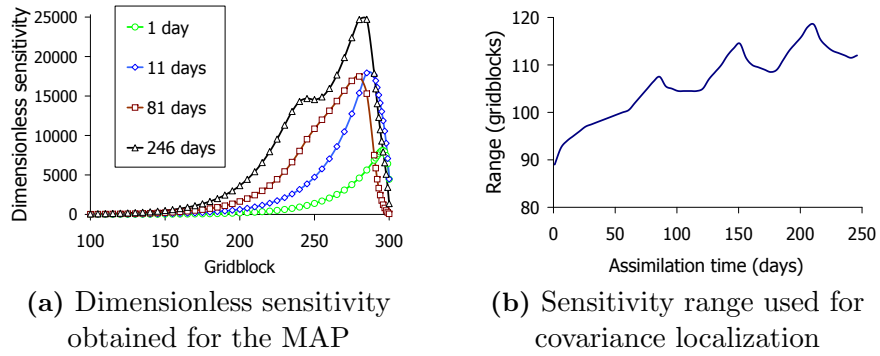 Dimensionless sensitivity
25000
20000
15000
10000
5000
0
1 day
11 days
81 days
246 days
100
150
200
250
300
Gridblock
(a) Dimensionless sensitivity
obtained for the MAP
Range (gridblocks)
120
110
100
90
80
0
50
100
150
200
250
Assimilation time (days)
(b) Sensitivity range used for
covariance localization